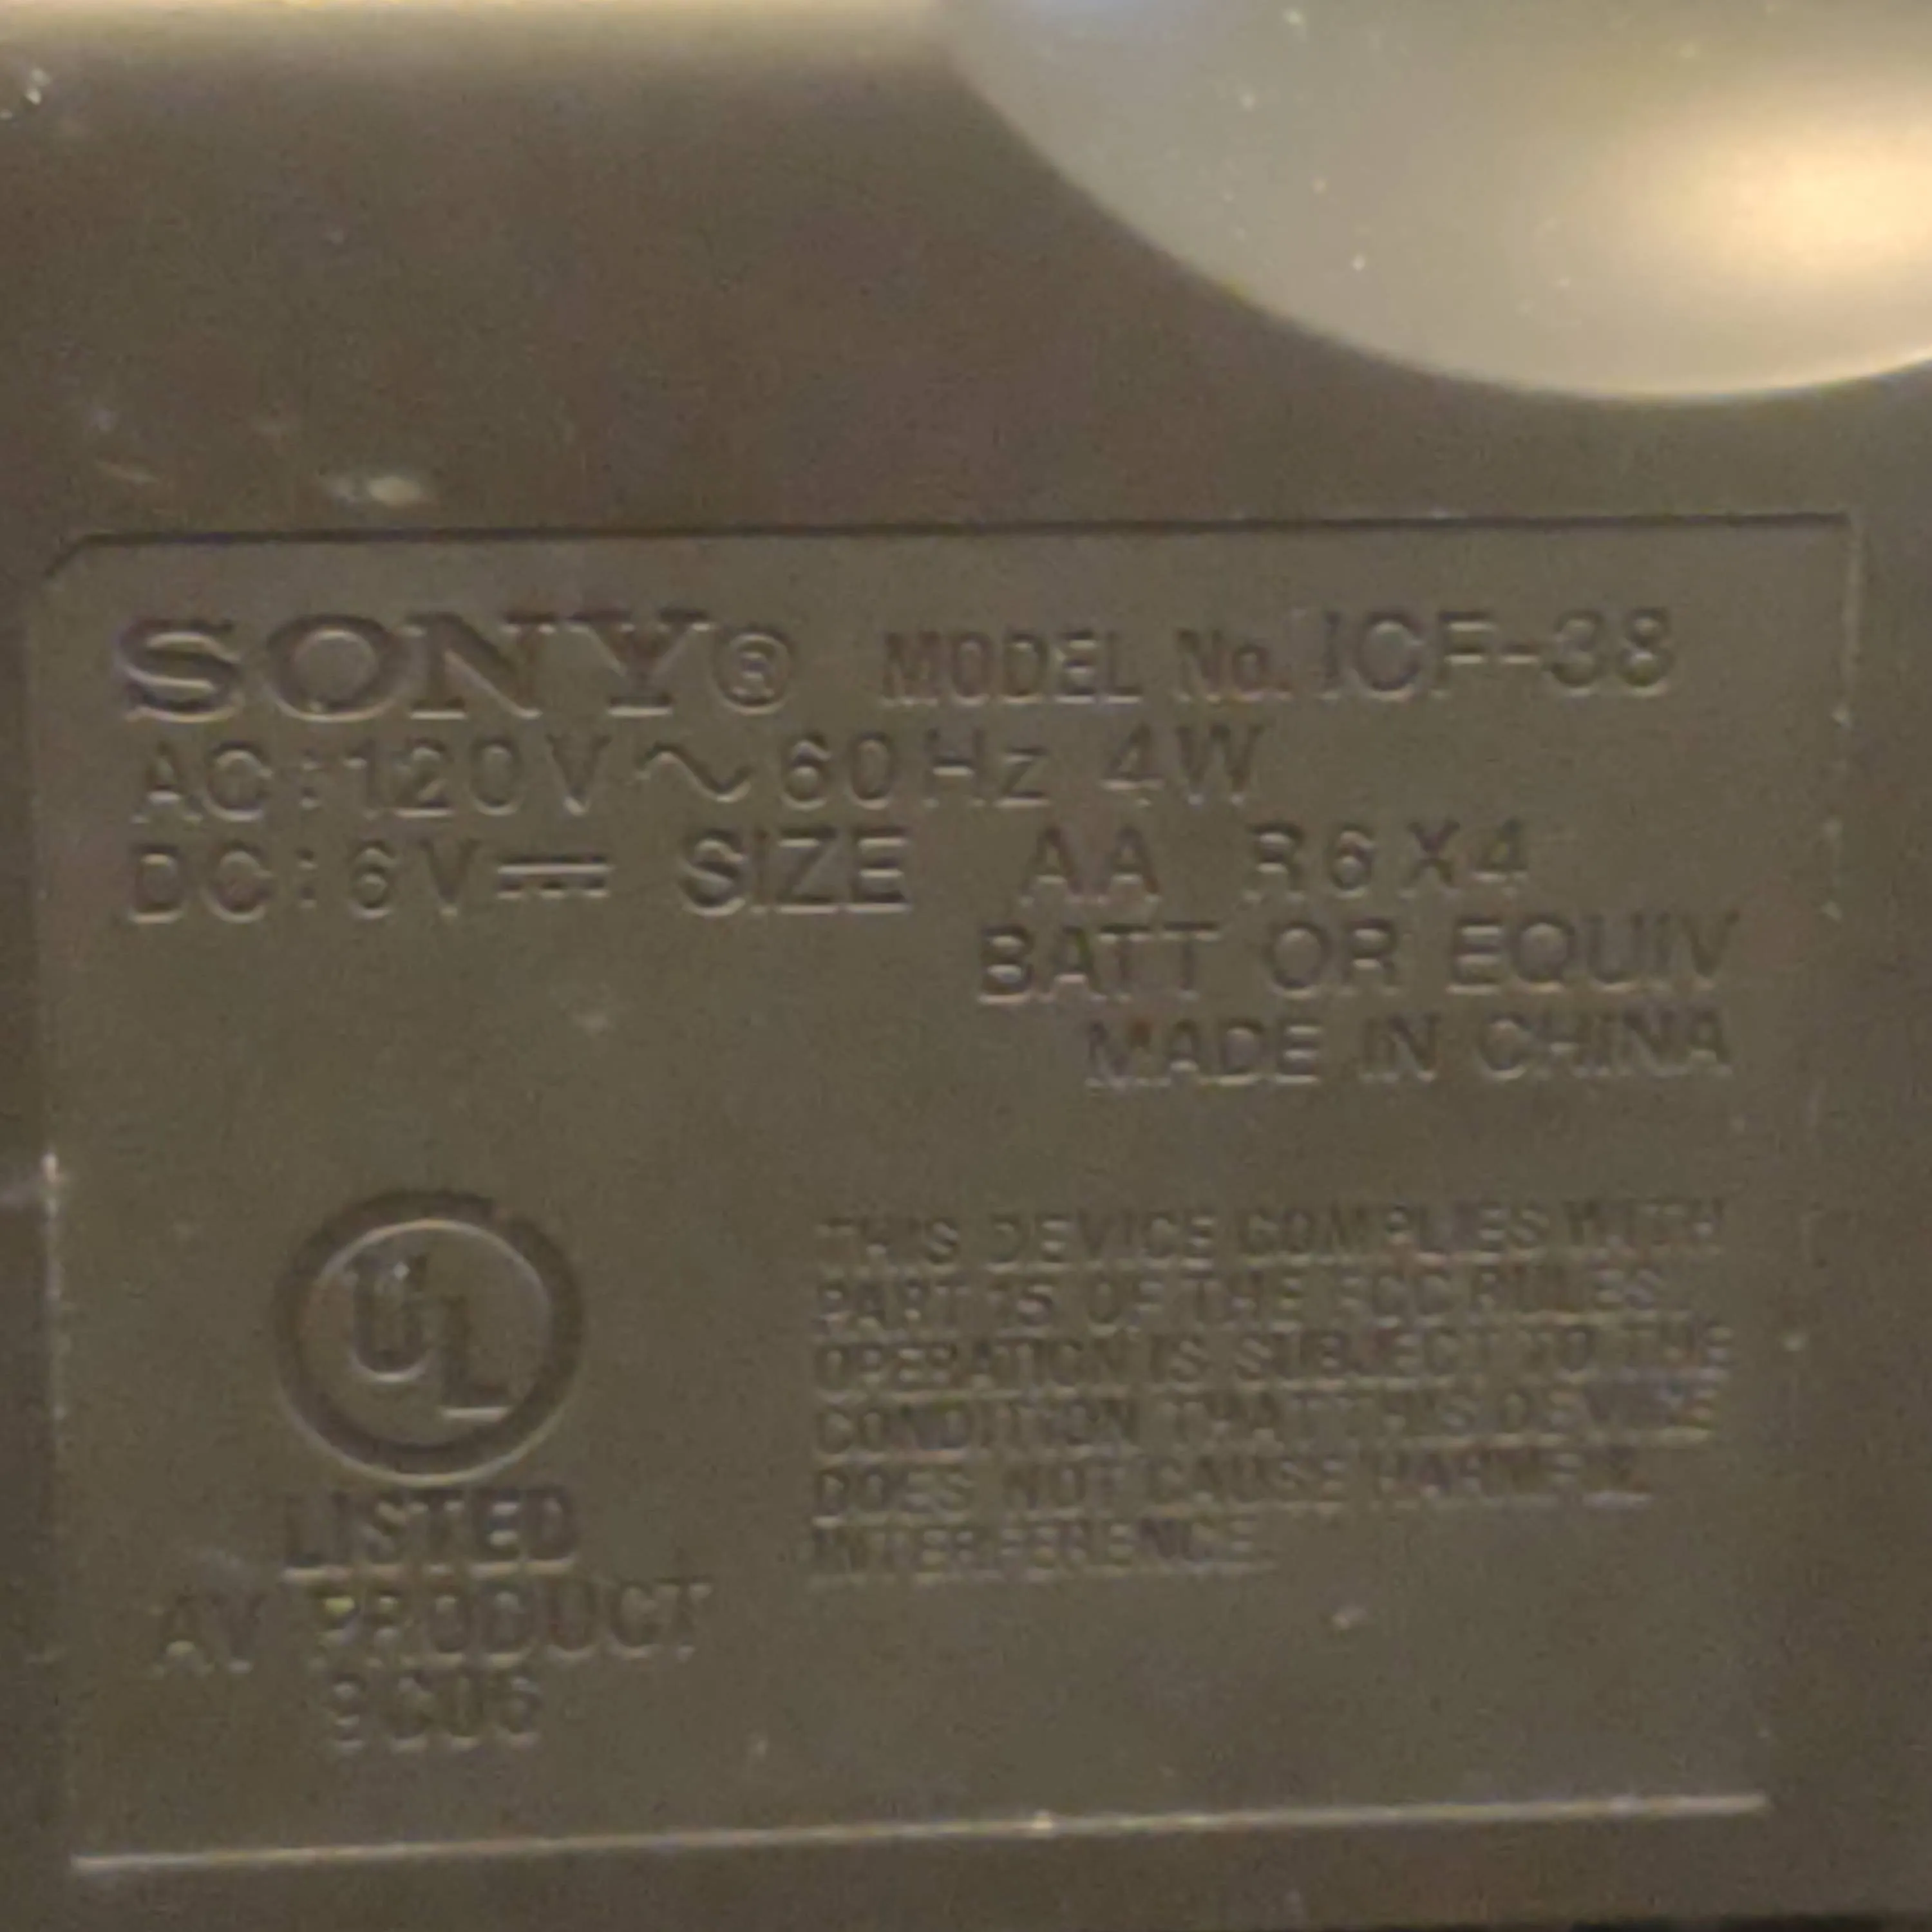 SONY® MODEL No. ICF-38
AC:120V~60Hz 4W
DC:6V⎓ SIZE AA R6X4
BATT OR EQUIV
MADE IN CHINA
UL
LISTED
AV PRODUCT
9C06
THIS DEVICE COMPLIES WITH
PART 15 OF THE FCC RULES.
OPERATION IS SUBJECT TO THE
CONDITION THAT THIS DEVICE
DOES NOT CAUSE HARMFUL
INTERFERENCE.